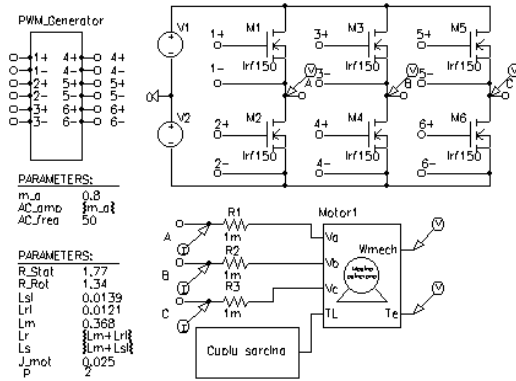 PWM_Generator
1+ 4+ 4+
1- 4- 4-
2+ 5+ 5+
2- 5- 5-
3+ 6+ 6+
3- 6- 6-
V1
V2
1+ M1
Irf150
1-
A
3+ M3
Irf150
3-
B
5+ M5
Irf150
5-
C
2+ M2
Irf150
2-
4+ M4
Irf150
4-
6+ M6
Irf150
6-
PARAMETERS:
m_a 0.8
AC_amp {m_a}
AC_freq 50
PARAMETERS:
R_Stat 1.77
R_Rot 1.34
Lsl 0.0139
Lrl 0.0121
Lm 0.368
Lr {Lm+Lrl}
Ls {Lm+Lsl}
J_mot 0.025
P 2
A
R1
1m
B
R2
1m
C
R3
1m
Motor1
Va
Vb
Vc
TL
Wmech
Te
Cuplu sarcina
V
V
V
V
V
I
I
I